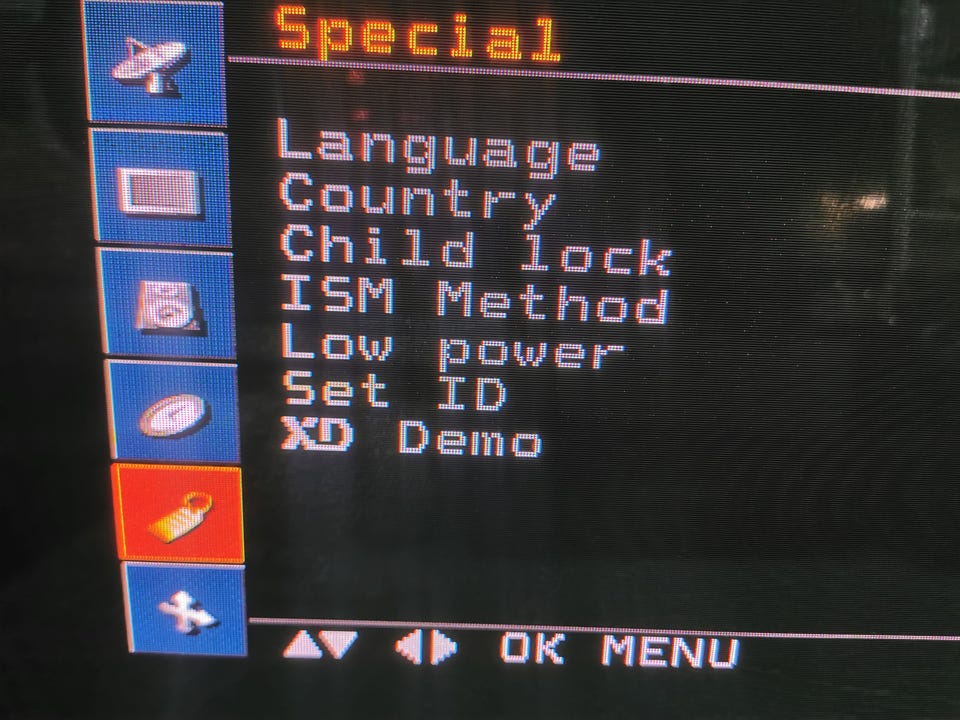 Special
Language
Country
Child lock
ISM Method
Low power
Set ID
XD Demo
OK MENU